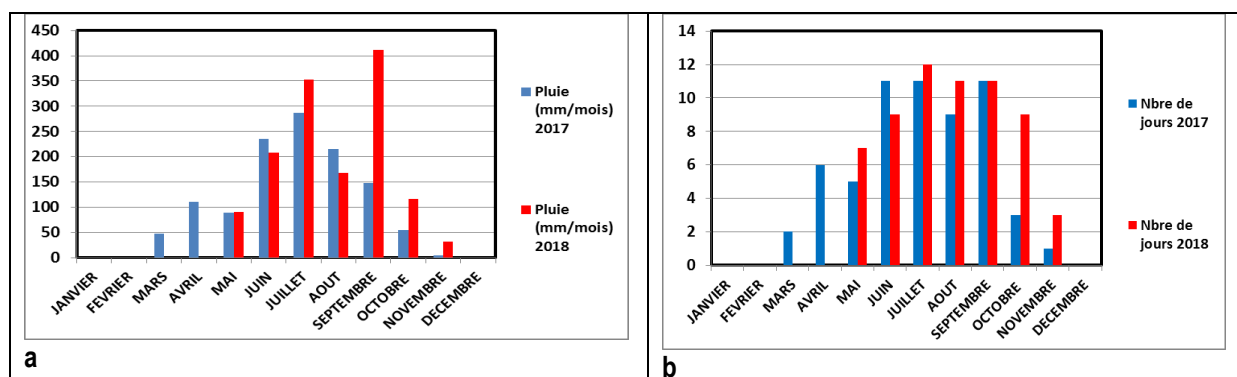 450
400
350
300
250
200
150
100
50
0
JANVIER
FEVRIER
MARS
AVRIL
MAI
JUIN
JUILLET
AOUT
SEPTEMBRE
OCTOBRE
NOVEMBRE
DECEMBRE
Pluie
(mm/mois)
2017
Pluie
(mm/mois)
2018
a
14
12
10
8
6
4
2
0
JANVIER
FEVRIER
MARS
AVRIL
MAI
JUIN
JUILLET
AOUT
SEPTEMBRE
OCTOBRE
NOVEMBRE
DECEMBRE
Nbre de
jours 2017
Nbre de
jours 2018
b